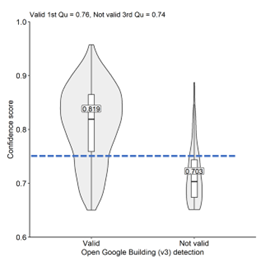 Valid 1st Qu = 0.76, Not valid 3rd Qu = 0.74
1.0
0.9
0.8
0.7
0.6
Confidence score
0.819
0.703
Valid
Not valid
Open Google Building (v3) detection